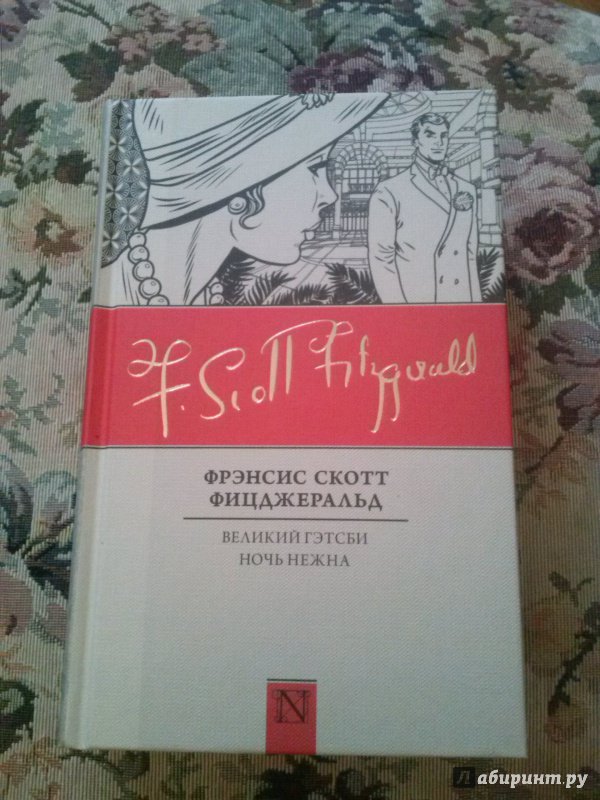 F. Scott Fitzgerald
ФРЭНСИС СКОТТ
ФИЦДЖЕРАЛЬД
ВЕЛИКИЙ ГЭТСБИ
НОЧЬ НЕЖНА
N
абиринт.ру